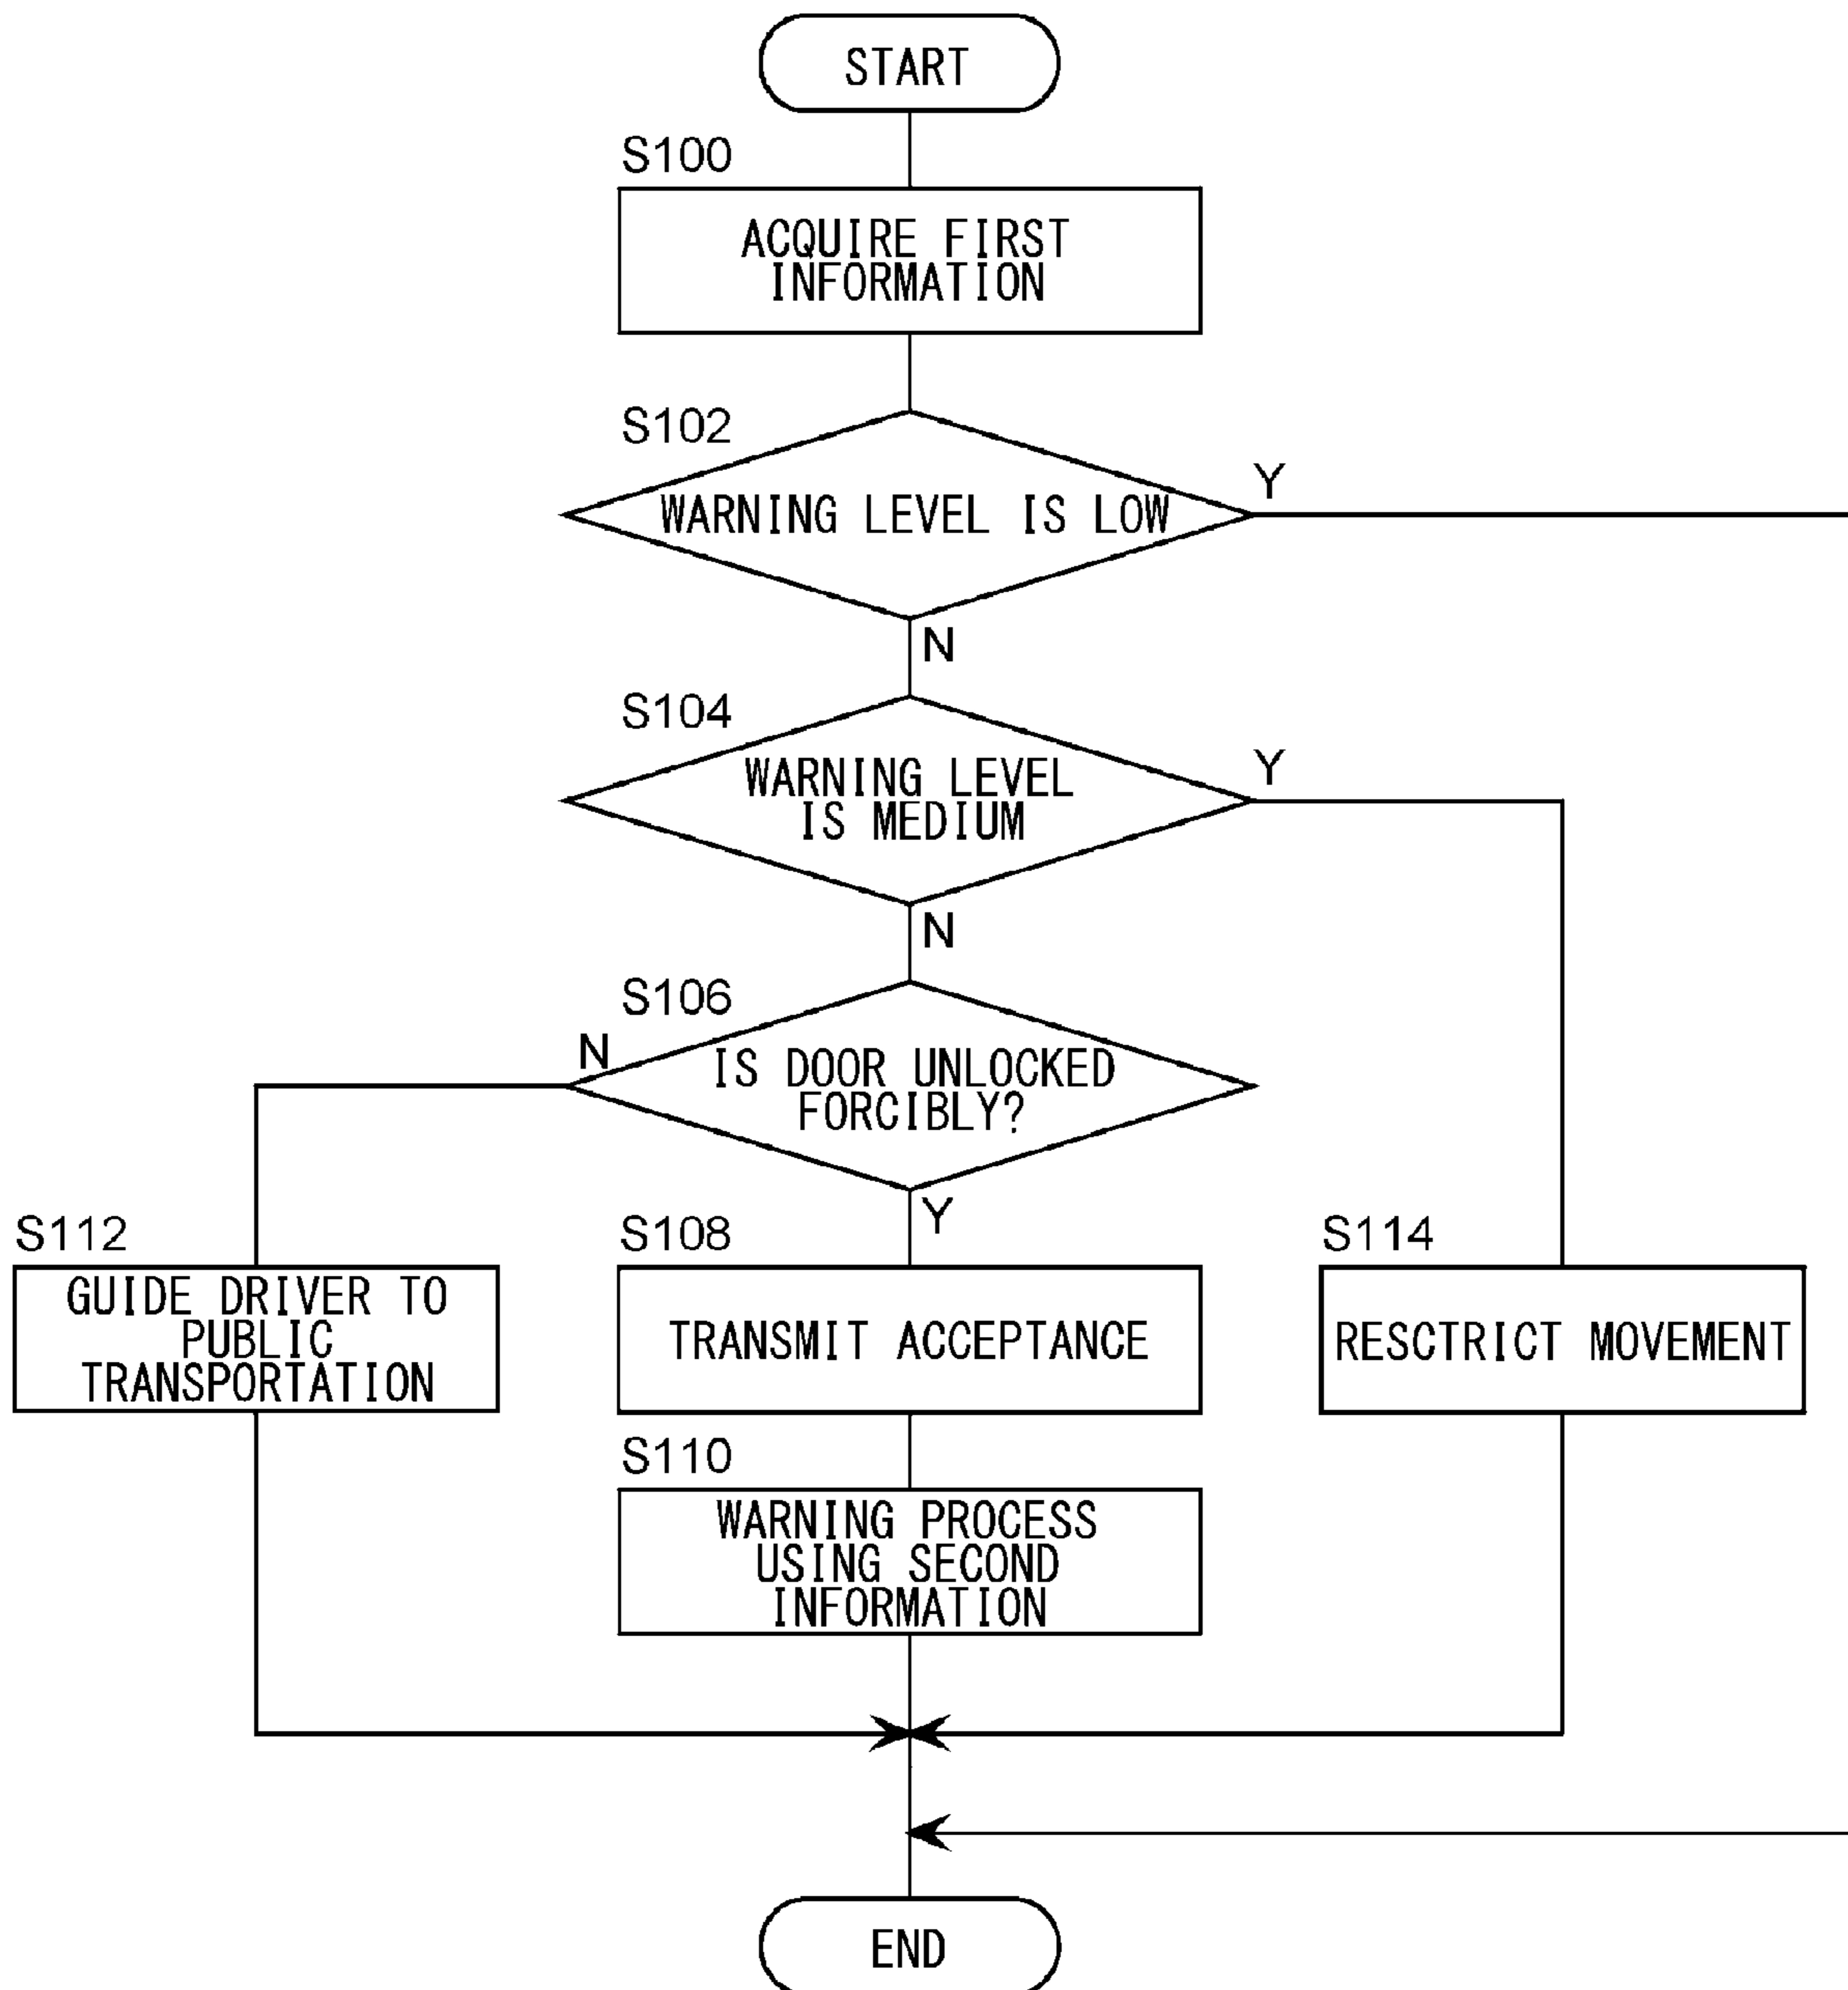 START
S100
ACQUIRE FIRST
INFORMATION
S102
WARNING LEVEL IS LOW
Y
N
S104
WARNING LEVEL
IS MEDIUM
Y
N
S106
N
IS DOOR UNLOCKED
FORCIBLY?
Y
S112
GUIDE DRIVER TO
PUBLIC
TRANSPORTATION
S108
TRANSMIT ACCEPTANCE
S114
RESCTRICT MOVEMENT
S110
WARNING PROCESS
USING SECOND
INFORMATION
END